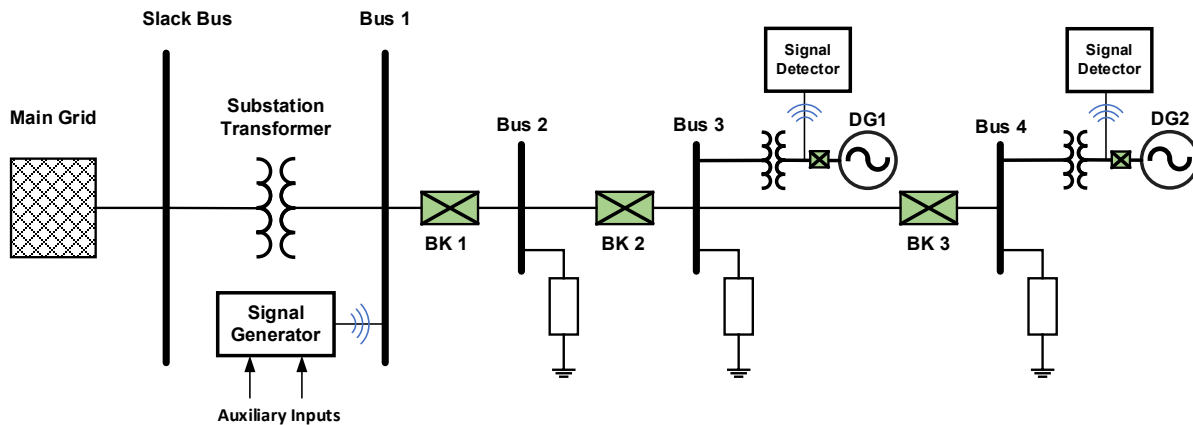 Slack Bus
Bus 1
Signal
Detector
Signal
Detector
Main Grid
Substation
Transformer
Bus 2
Bus 3
DG1
Bus 4
DG2
BK 1
BK 2
BK 3
Signal
Generator
Auxiliary Inputs